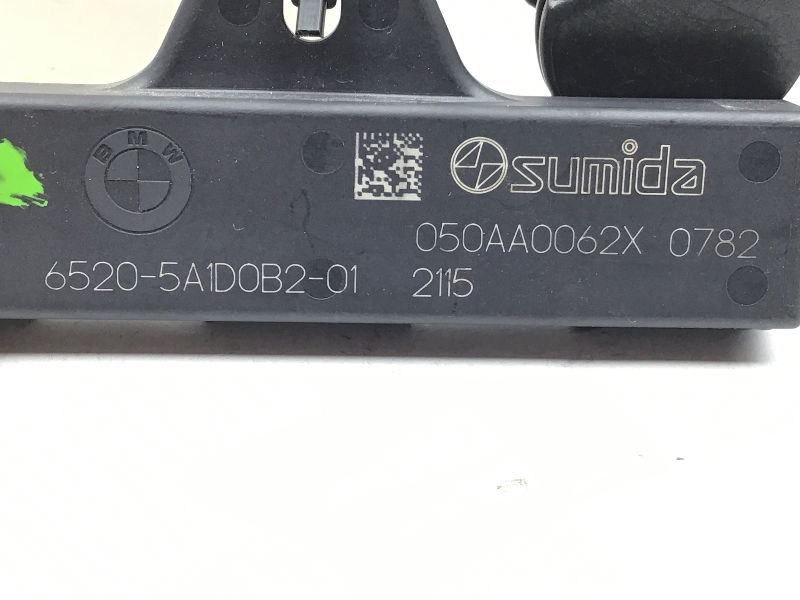 BMW
sumida
050AA0062X 0782
6520-5A1D0B2-01 2115